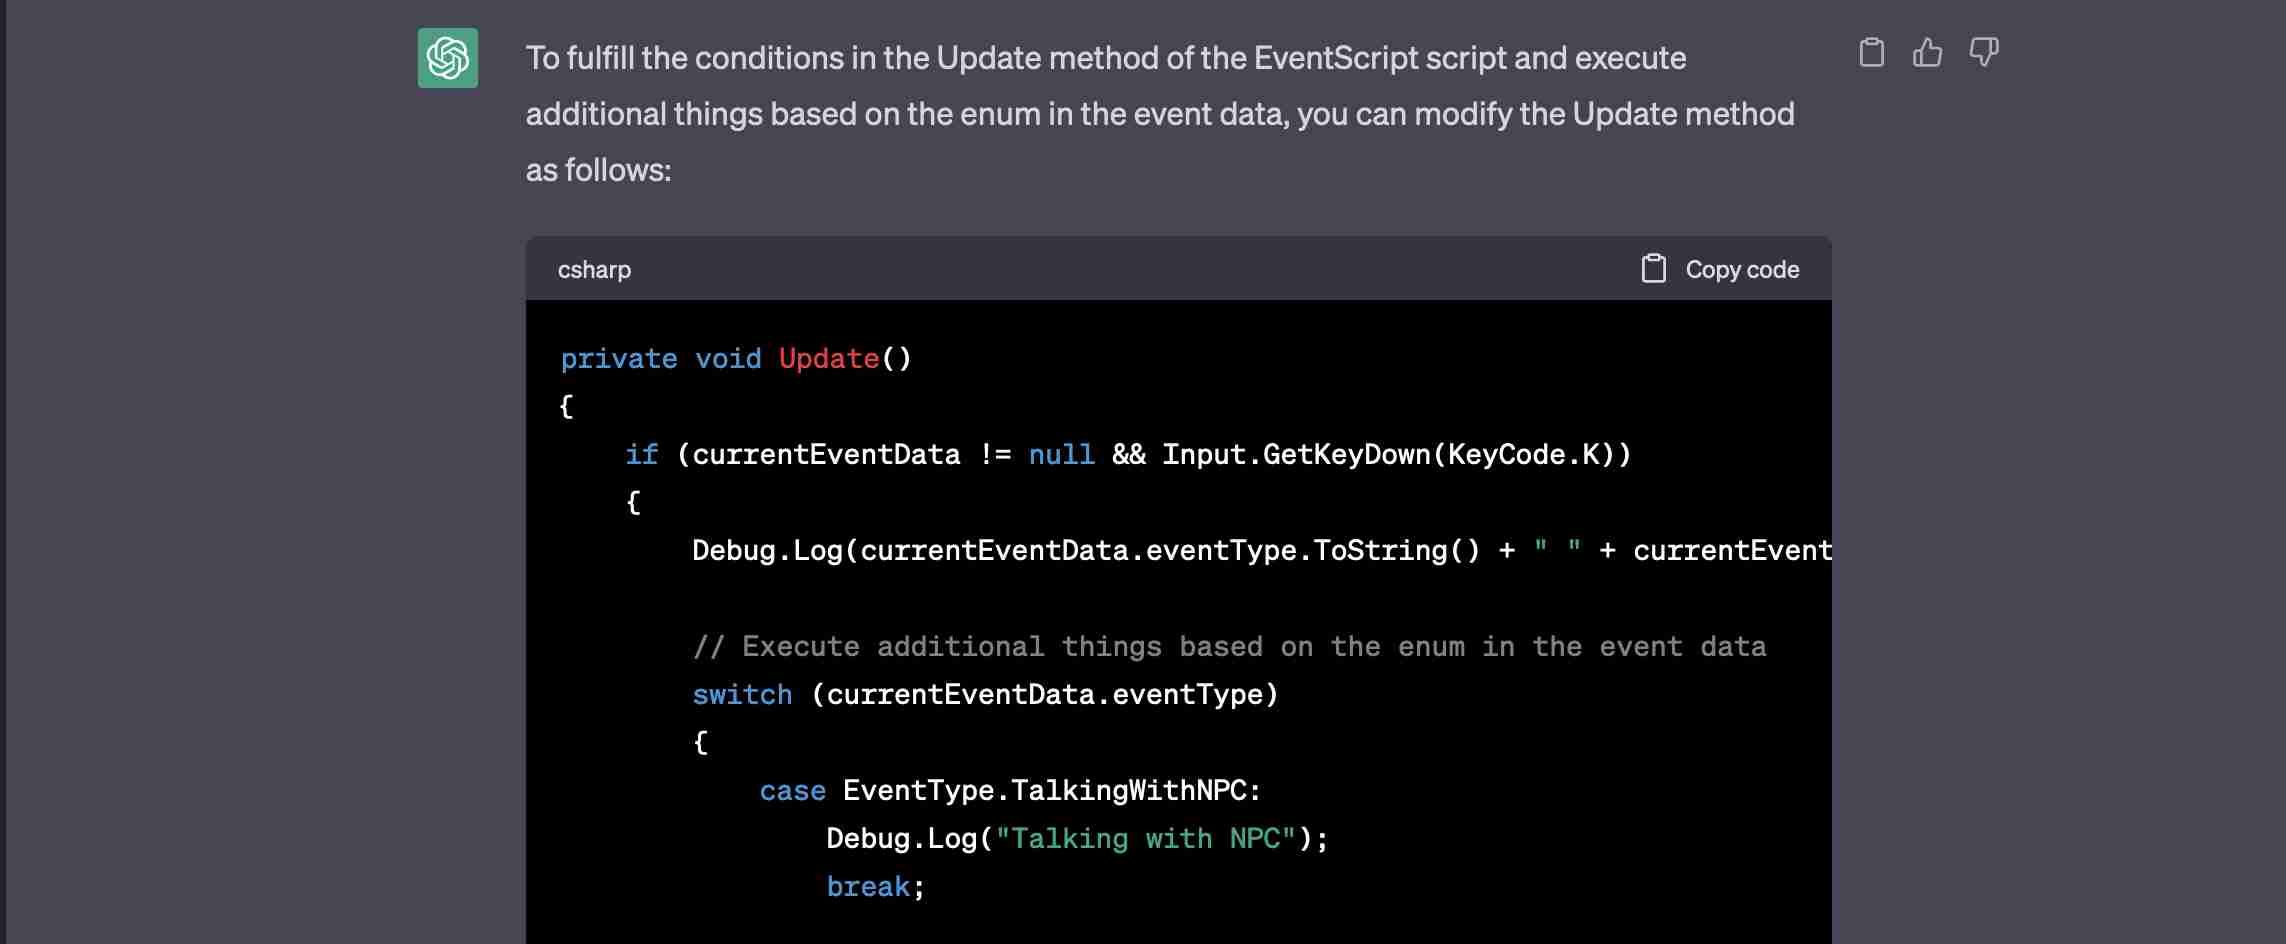 To fulfill the conditions in the Update method of the EventScript script and execute
additional things based on the enum in the event data, you can modify the Update method
as follows:
csharp
Copy code
private void Update()
{
    if (currentEventData != null && Input.GetKeyDown(KeyCode.K))
    {
        Debug.Log(currentEventData.eventType.ToString() + " " + currentEvent
        // Execute additional things based on the enum in the event data
        switch (currentEventData.eventType)
        {
            case EventType.TalkingWithNPC:
                Debug.Log("Talking with NPC");
                break;